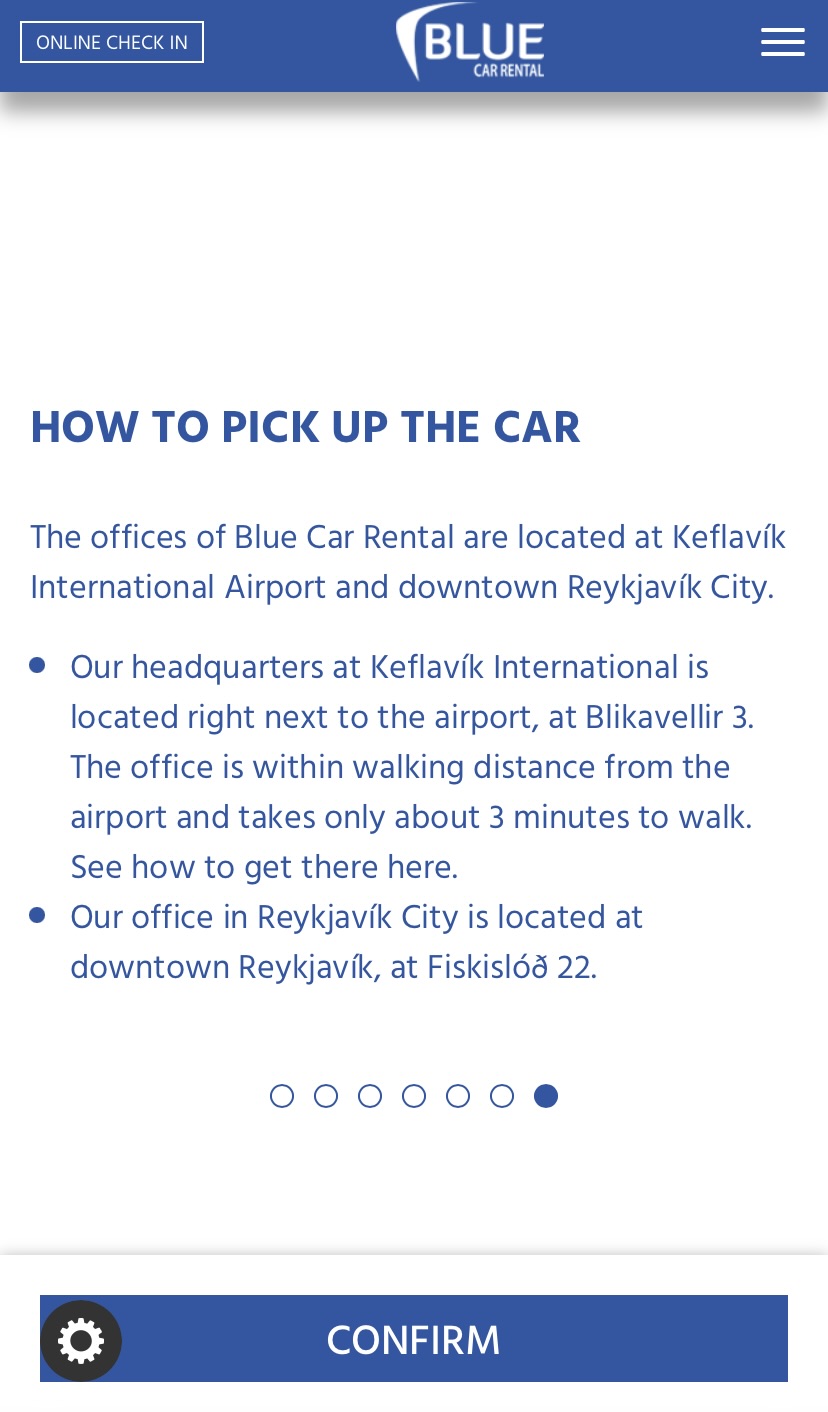 ONLINE CHECK IN
BLUE
CAR RENTAL
HOW TO PICK UP THE CAR
The offices of Blue Car Rental are located at Keflavík
International Airport and downtown Reykjavík City.
Our headquarters at Keflavík International is
located right next to the airport, at Blikavellir 3.
The office is within walking distance from the
airport and takes only about 3 minutes to walk.
See how to get there here.
Our office in Reykjavík City is located at
downtown Reykjavík, at Fiskislóð 22.
CONFIRM